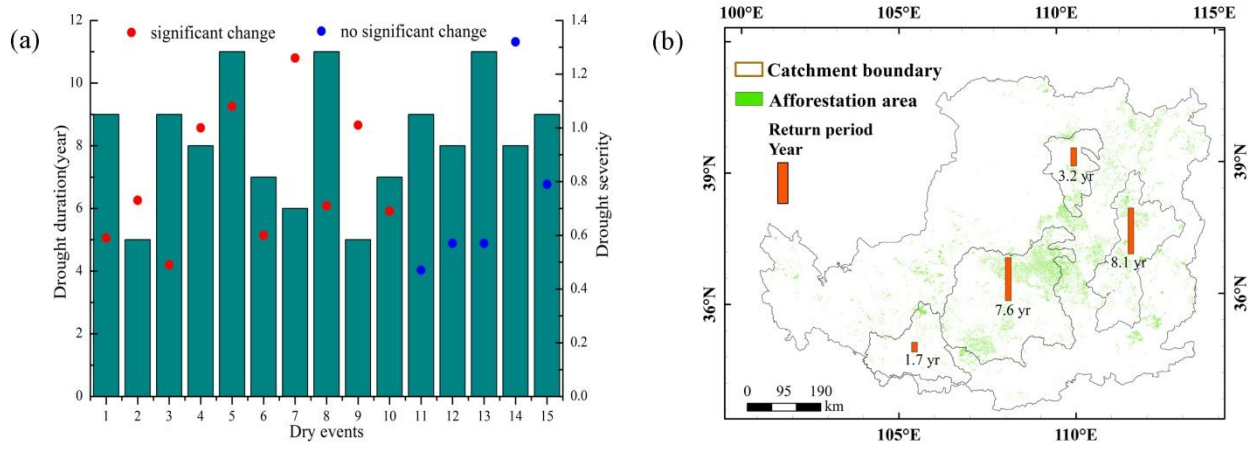 (a)
significant change
no significant change
Drought duration(year)
12
10
8
6
4
2
0
1.4
1.2
1.0
0.8
0.6
0.4
0.2
0.0
Drought severity
1 2 3 4 5 6 7 8 9 10 11 12 13 14 15
Dry events
(b)
100°E 105°E 110°E 115°E
Catchment boundary
Afforestation area
Return period
Year
39°N
36°N
39°N
36°N
3.2 yr
8.1 yr
7.6 yr
1.7 yr
0 95 190
km
105°E 110°E